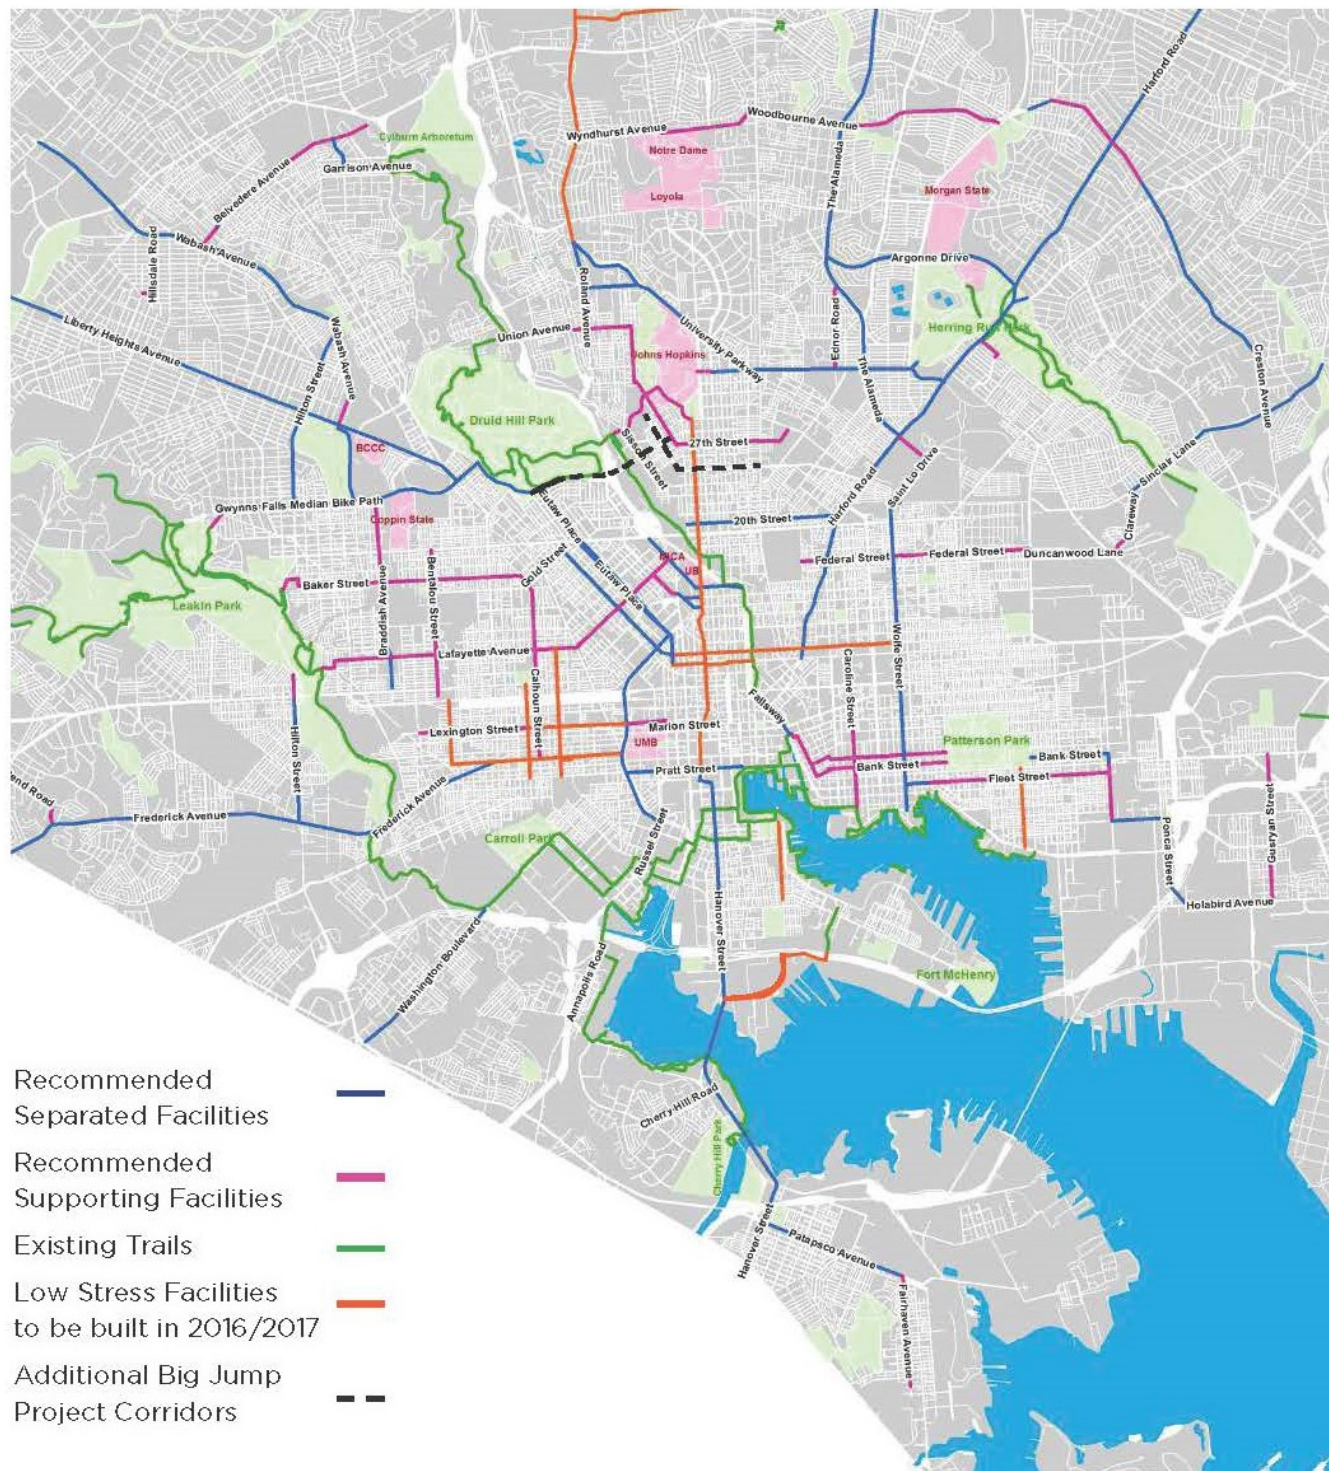 Harford Road
Woodbourne Avenue
Wyndhurst Avenue
Cylburn Arboretum
Notre Dame
Garrison Avenue
Belvedere Avenue
The Alameda
Morgan State
Loyola
Wabash Avenue
Hillsdale Road
Argonne Drive
Roland Avenue
Ednor Road
University Parkway
Herring Run Park
Liberty Heights Avenue
Wabash Avenue
Union Avenue
Johns Hopkins
Hilton Street
The Alameda
Creston Avenue
Druid Hill Park
Sisson Street
27th Street
BCCC
Saint Lo Drive
Sinclair Lane
Harford Road
Gwynns Falls Median Bike Path
Eutaw Place
Clareway
Coppin State
20th Street
Gold Street
MICA
UB
Federal Street
Federal Street
Duncanwood Lane
Baker Street
Bentalou Street
Eutaw Place
Leakin Park
Braddish Avenue
Wolfe Street
Lafayette Avenue
Caroline Street
Calhoun Street
Fallsway
Lexington Street
Marion Street
Hilton Street
UMB
Patterson Park
Pratt Street
Bank Street
Bank Street
Fleet Street
Frederick Avenue
Frederick Avenue
Carroll Park
Russel Street
Ponca Street
Gusryan Street
Hanover Street
Holabird Avenue
Washington Boulevard
Annapolis Road
Fort McHenry
Cherry Hill Road
Cherry Hill Park
Hanover Street
Patapsco Avenue
Fairhaven Avenue
Recommended
Separated Facilities
Recommended
Supporting Facilities
Existing Trails
Low Stress Facilities
to be built in 2016/2017
Additional Big Jump
Project Corridors